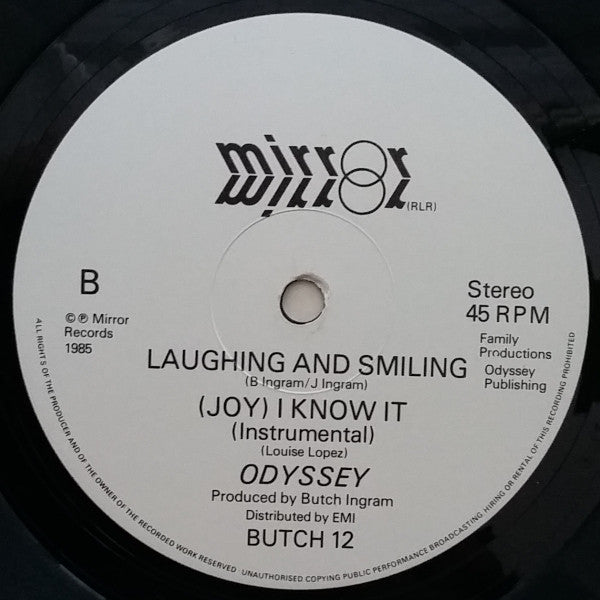 mirror
mirror
(RLR)
B
Stereo
45 RPM
© ℗ Mirror
Records
1985
Family
Productions
Odyssey
Publishing
LAUGHING AND SMILING
(B Ingram/J Ingram)
(JOY) I KNOW IT
(Instrumental)
(Louise Lopez)
ODYSSEY
Produced by Butch Ingram
Distributed by EMI
BUTCH 12
ALL RIGHTS OF THE PRODUCER AND OF THE OWNER OF THE RECORDED WORK RESERVED UNAUTHORISED COPYING PUBLIC PERFORMANCE BROADCASTING HIRING OR RENTAL OF THIS RECORDING PROHIBITED